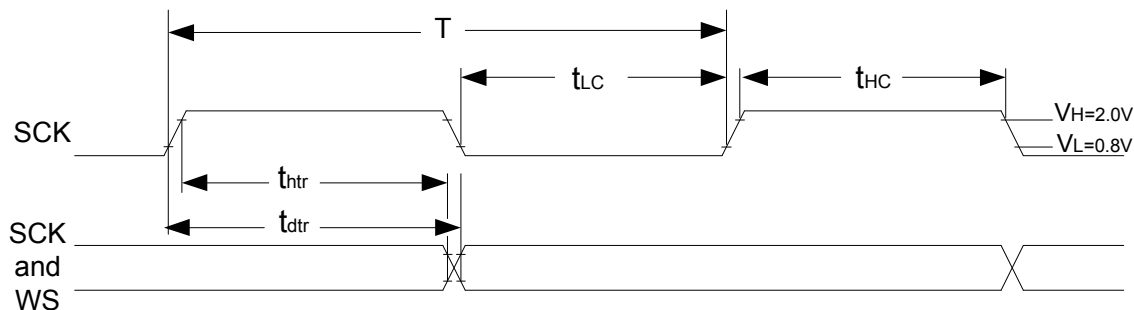 T
tLC
tHC
SCK
VH=2.0V
VL=0.8V
thtr
tdtr
SCK
and
WS